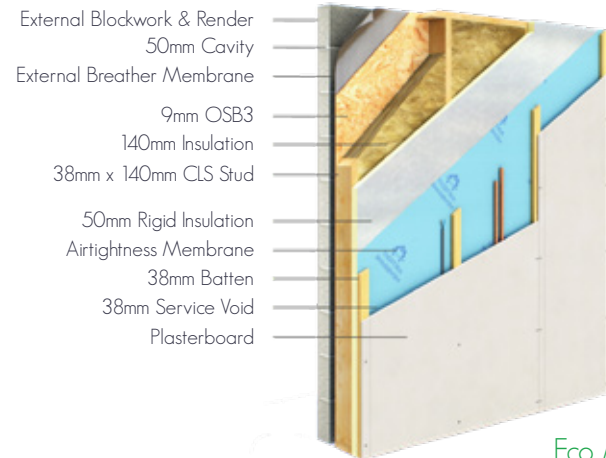 External Blockwork & Render
50mm Cavity
External Breather Membrane
9mm OSB3
140mm Insulation
38mm x 140mm CLS Stud
50mm Rigid Insulation
Airtightness Membrane
38mm Batten
38mm Service Void
Plasterboard
Eco